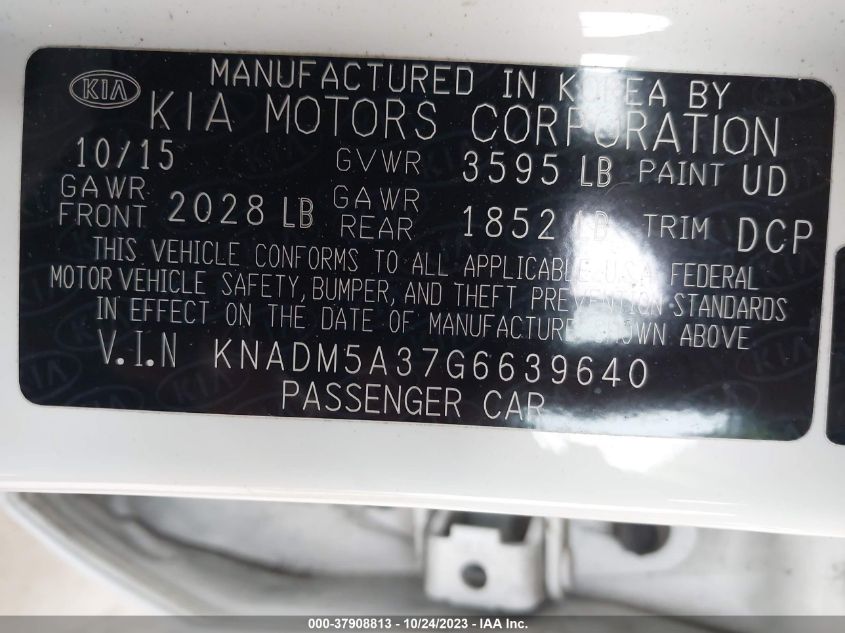 MANUFACTURED IN KOREA BY
KIA KIA MOTORS CORPORATION
10/15 GVWR 3595 LB PAINT UD
GAWR FRONT 2028 LB GAWR REAR 1852 LB TRIM DCP
THIS VEHICLE CONFORMS TO ALL APPLICABLE U.S.A. FEDERAL
MOTOR VEHICLE SAFETY, BUMPER, AND THEFT PREVENTION STANDARDS
IN EFFECT ON THE DATE OF MANUFACTURE SHOWN ABOVE
V.I.N KNADM5A37G6639640
PASSENGER CAR
000-37908813 - 10/24/2023 - IAA Inc.